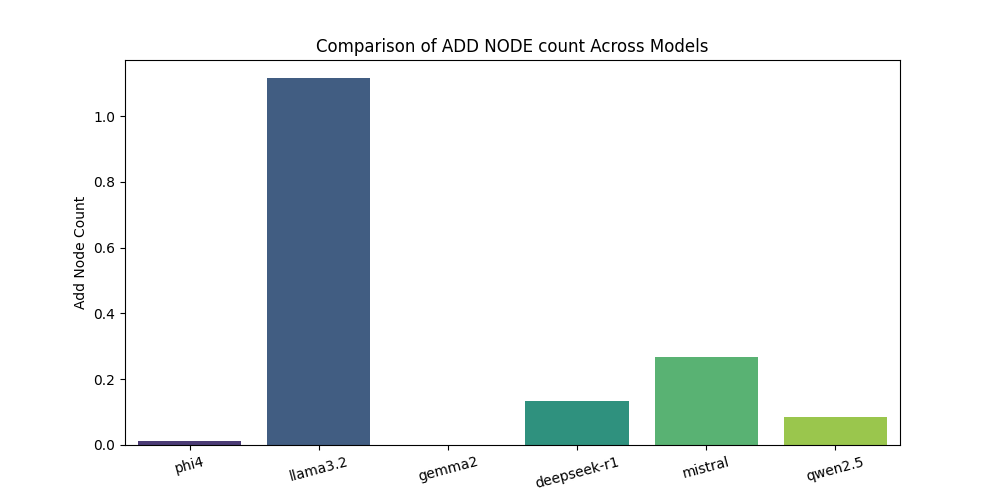 Comparison of ADD NODE count Across Models
Add Node Count
1.0
0.8
0.6
0.4
0.2
0.0
phi4
llama3.2
gemma2
deepseek-r1
mistral
qwen2.5